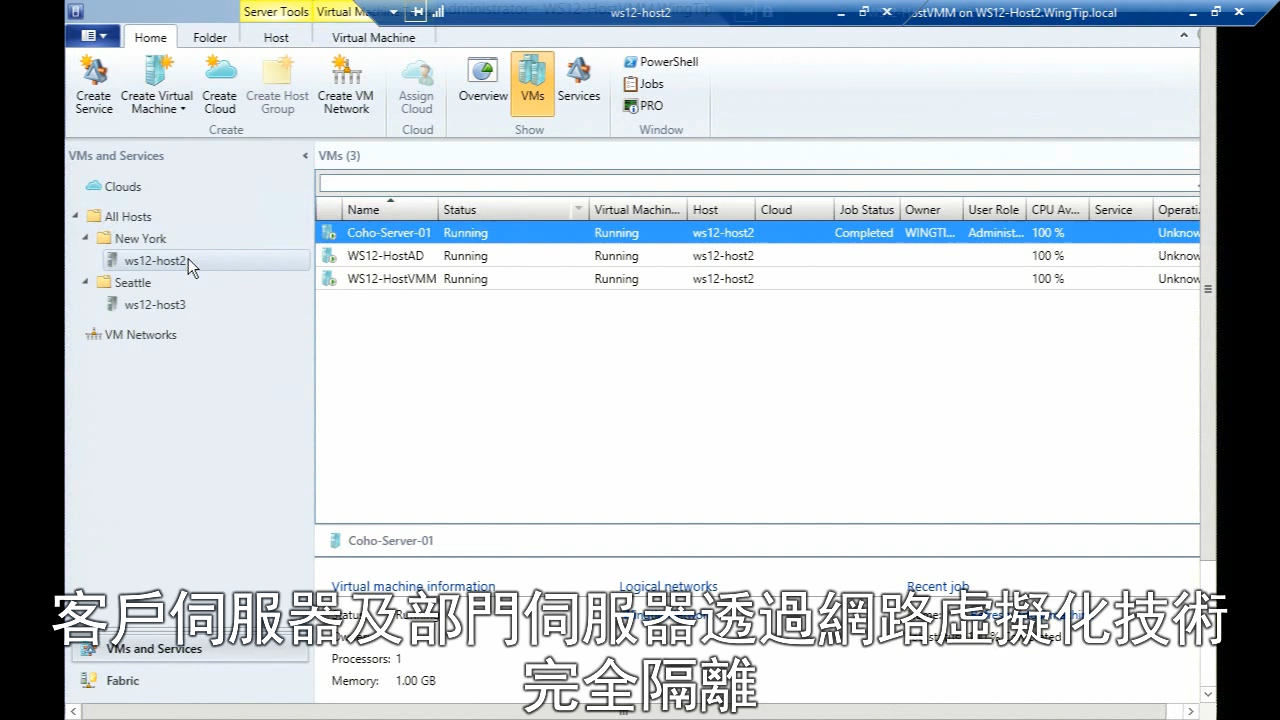 Server Tools
Virtual Machi
ws12-host2
ostVMM on WS12-Host2.WingTip.local
Home
Folder
Host
Virtual Machine
Create Service
Create Virtual Machine
Create Cloud
Create Host Group
Create VM Network
Assign Cloud
Overview
VMs
Services
PowerShell
Jobs
PRO
Create
Cloud
Show
Window
VMs and Services
VMs (3)
Clouds
All Hosts
New York
ws12-host2
Seattle
ws12-host3
VM Networks
Name Status Virtual Machin... Host Cloud Job Status Owner User Role CPU Av... Service Operati
Coho-Server-01 Running Running ws12-host2 Completed WINGTI... Administ... 100 % Unknow
WS12-HostAD Running Running ws12-host2 100 % Unknow
WS12-HostVMM Running Running ws12-host2 100 % Unknow
Coho-Server-01
Virtual machine information
Logical networks
Recent job
Processors: 1
Memory: 1.00 GB
VMs and Services
Fabric
客戶伺服器及部門伺服器透過網路虛擬化技術
完全隔離